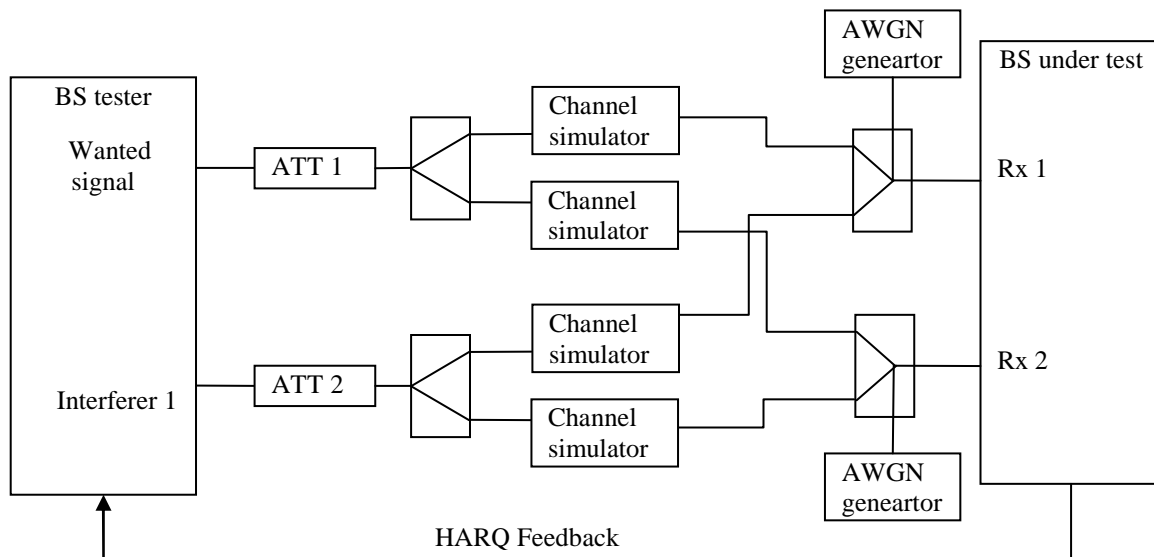 AWGN
geneartor
BS under test
BS tester
Wanted
signal
ATT 1
Channel
simulator
Channel
simulator
Rx 1
Interferer 1
ATT 2
Channel
simulator
Channel
simulator
Rx 2
AWGN
geneartor
HARQ Feedback